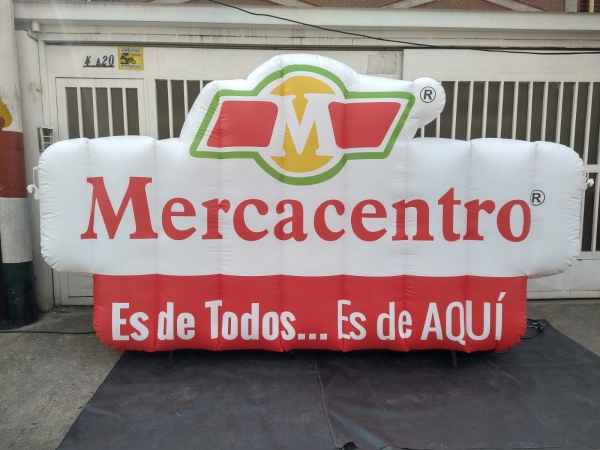 M ®
Mercacentro®
Es de Todos... Es de AQUÍ